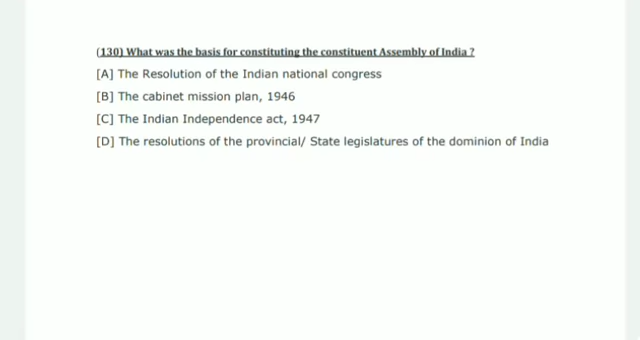 (130) What was the basis for constituting the constituent Assembly of India ?
[A] The Resolution of the Indian national congress
[B] The cabinet mission plan, 1946
[C] The Indian Independence act, 1947
[D] The resolutions of the provincial/ State legislatures of the dominion of India